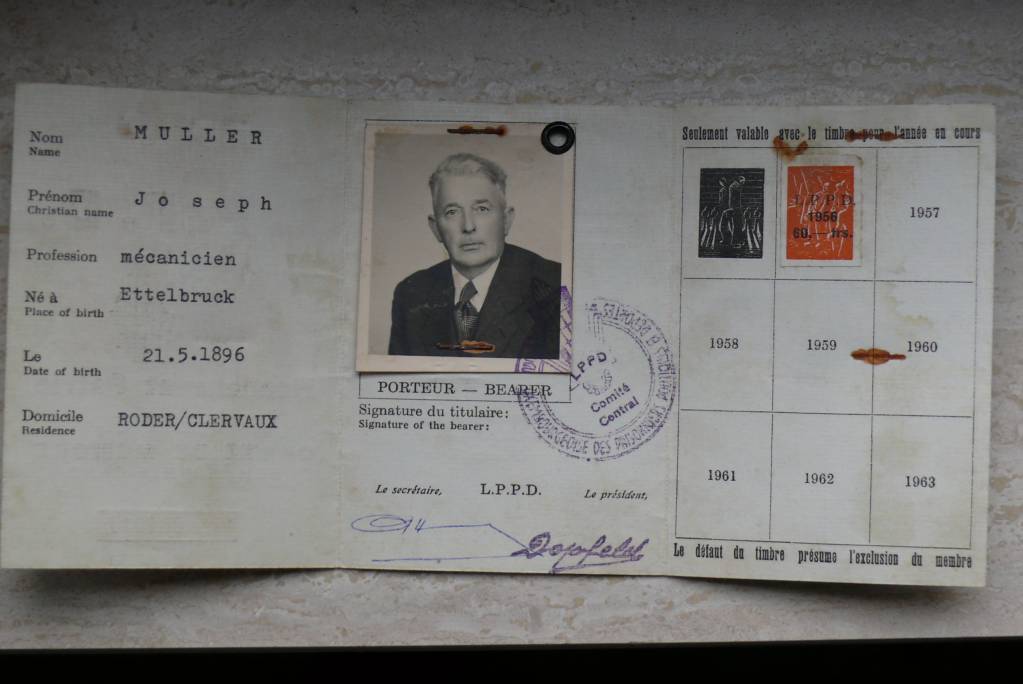 Nom
Name
MULLER
Prénom
Christian name
Joseph
Profession
mécanicien
Né à
Place of birth
Ettelbruck
Le
Date of birth
21.5.1896
Domicile
Residence
RODER/CLERVAUX
PORTEUR — BEARER
Signature du titulaire:
Signature of the bearer:
LPPD
Comité
Central
DES PRISONNIERS
Le secrétaire,
L.P.P.D.
Le président,
Seulement valable avec le timbre pour l'année en cours
L.P.P.D.
1956
60.— frs.
1957
1958
1959
1960
1961
1962
1963
Le défaut du timbre présume l'exclusion du membre